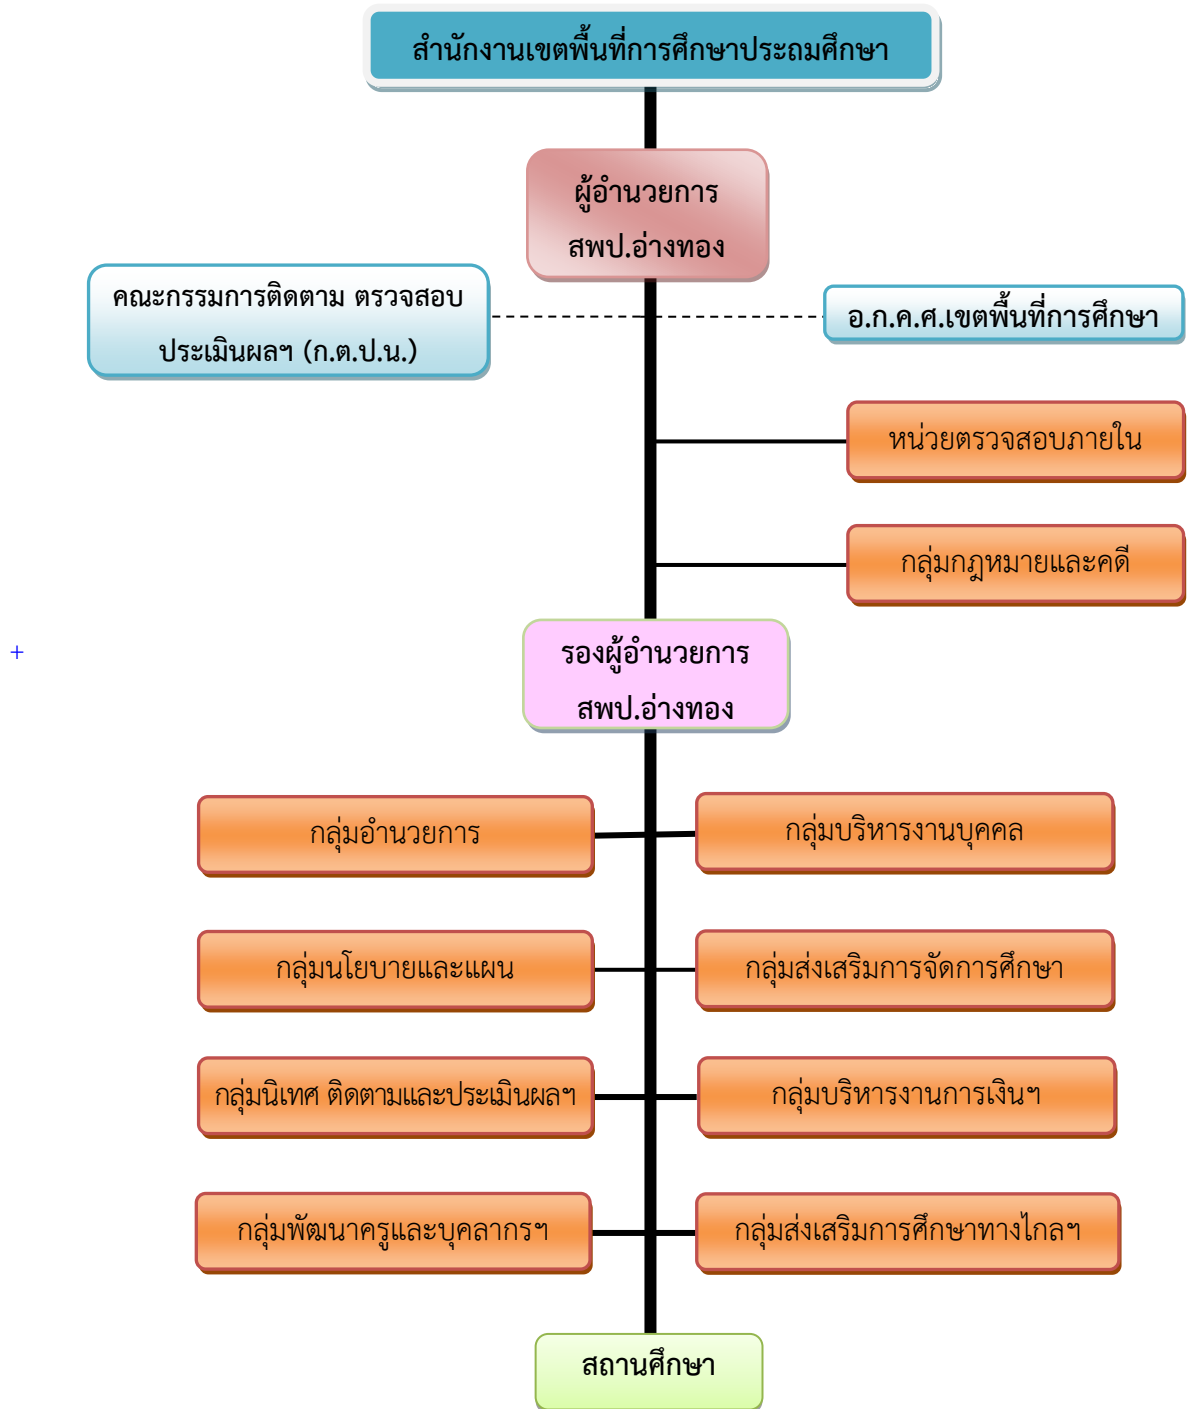 สำนักงานเขตพื้นที่การศึกษาประถมศึกษา
ผู้อำนวยการ
สพป.อ่างทอง
คณะกรรมการติดตาม ตรวจสอบ
ประเมินผลฯ (ก.ต.ป.น.)
อ.ก.ค.ศ.เขตพื้นที่การศึกษา
หน่วยตรวจสอบภายใน
กลุ่มกฎหมายและคดี
+
รองผู้อำนวยการ
สพป.อ่างทอง
กลุ่มอำนวยการ
กลุ่มบริหารงานบุคคล
กลุ่มนโยบายและแผน
กลุ่มส่งเสริมการจัดการศึกษา
กลุ่มนิเทศ ติดตามและประเมินผลฯ
กลุ่มบริหารงานการเงินฯ
กลุ่มพัฒนาครูและบุคลากรฯ
กลุ่มส่งเสริมการศึกษาทางไกลฯ
สถานศึกษา